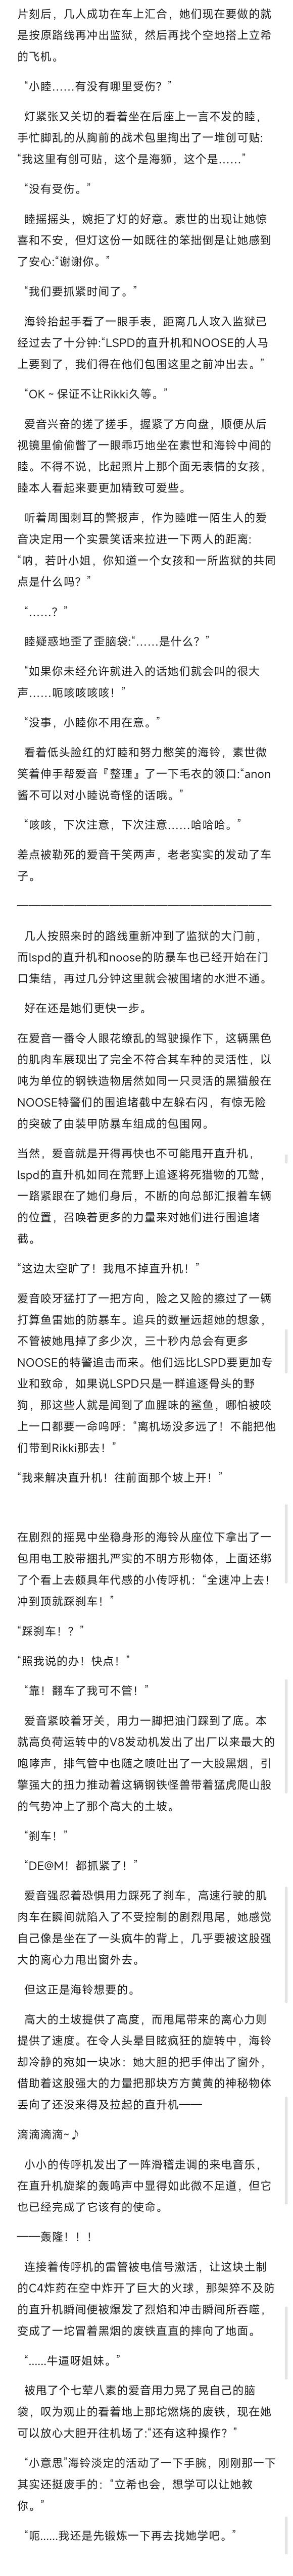 片刻后，几人成功在车上汇合，她们现在要做的就
是按原路线再冲出监狱，然后再找个空地搭上立希
的飞机。
“小睦……有没有哪里受伤？”
灯紧张又关切的看着坐在后座上一言不发的睦，
手忙脚乱的从胸前的战术包里掏出了一堆创可贴:
“我这里有创可贴，这个是海狮，这个是……”
“没有受伤。”
睦摇摇头，婉拒了灯的好意。素世的出现让她惊
喜和不安，但灯这份一如既往的笨拙倒是让她感到
了安心:“谢谢你。”
“我们要抓紧时间了。”
海铃抬起手看了一眼手表，距离几人攻入监狱已
经过去了十分钟:“LSPD的直升机和NOOSE的人马
上要到了，我们得在他们包围这里之前冲出去。”
“OK～保证不让Rikki久等。”
爱音兴奋的搓了搓手，握紧了方向盘，顺便从后
视镜里偷偷瞥了一眼乖巧地坐在素世和海铃中间的
睦。不得不说，比起照片上那个面无表情的女孩，
睦本人看起来要更加精致可爱些。
听着周围刺耳的警报声，作为睦唯一陌生人的爱
音决定用一个实景笑话来拉进一下两人的距离:
“呐，若叶小姐，你知道一个女孩和一所监狱的共同
点是什么吗？”
“……？”
睦疑惑地歪了歪脑袋:“……是什么？”
“如果你未经允许就进入的话她们就会叫的很大
声……呃咳咳咳咳！”
“没事，小睦你不用在意。”
看着低头脸红的灯睦和努力憋笑的海铃，素世微
笑着伸手帮爱音『整理』了一下毛衣的领口:“anon
酱不可以对小睦说奇怪的话哦。”
“咳咳，下次注意，下次注意……哈哈哈。”
差点被勒死的爱音干笑两声，老老实实的发动了车
子。
——————————————————————
几人按照来时的路线重新冲到了监狱的大门前，
而lspd的直升机和noose的防暴车也已经开始在门
口集结，再过几分钟这里就会被围堵的水泄不通。
好在还是她们更快一步。
在爱音一番令人眼花缭乱的驾驶操作下，这辆黑色
的肌肉车展现出了完全不符合其车种的灵活性，以
吨为单位的钢铁造物居然如同一只灵活的黑猫般在
NOOSE特警们的围追堵截中左躲右闪，有惊无险
的突破了由装甲防暴车组成的包围网。
当然，爱音就是开得再快也不可能甩开直升机，
lspd的直升机如同在荒野上追逐将死猎物的兀鹫，
一路紧跟在了她们身后，不断的向总部汇报着车辆
的位置，召唤着更多的力量来对她们进行围追堵
截。
“这边太空旷了！我甩不掉直升机！”
爱音咬牙猛打了一把方向，险之又险的擦过了一辆
打算鱼雷她的防暴车。追兵的数量远超她的想象，
不管被她甩掉了多少次，三十秒内总会有更多
NOOSE的特警追击而来。他们远比LSPD要更加专
业和致命，如果说LSPD只是一群追逐骨头的野
狗，那这些人就是闻到了血腥味的鲨鱼，哪怕被咬
上一口都要一命呜呼：“离机场没多远了！不能把他
们带到Rikki那去！”
“我来解决直升机！往前面那个坡上开！”
在剧烈的摇晃中坐稳身形的海铃从座位下拿出了一
包用电工胶带捆扎严实的不明方形物体，上面还绑
了个看上去颇具年代感的小传呼机：“全速冲上去！
冲到顶就踩刹车！”
“踩刹车！？”
“照我说的办！快点！”
“靠！翻车了我可不管！”
爱音紧咬着牙关，用力一脚把油门踩到了底。本
就高负荷运转中的V8发动机发出了出厂以来最大的
咆哮声，排气管中也随之喷吐出了一大股黑烟，引
擎强大的扭力推动着这辆钢铁怪兽带着猛虎爬山般
的气势冲上了那个高大的土坡。
“刹车！”
“DE@M！都抓紧了！”
爱音强忍着恐惧用力踩死了刹车，高速行驶的肌
肉车在瞬间就陷入了不受控制的剧烈甩尾，她感觉
自己像是坐在了一头疯牛的背上，几乎要被这股强
大的离心力甩出窗外去。
但这正是海铃想要的。
高大的土坡提供了高度，而甩尾带来的离心力则
提供了速度。在令人头晕目眩疯狂的旋转中，海铃
却冷静的宛如一块冰：她大胆的把手伸出了窗外，
借助着这股强大的力量把那块方方黄黄的神秘物体
丢向了还没来得及拉起的直升机——
滴滴滴滴~♪
小小的传呼机发出了一阵滑稽走调的来电音乐，
在直升机旋桨的轰鸣声中显得如此微不足道，但它
也已经完成了它该有的使命。
——轰隆！！！
连接着传呼机的雷管被电信号激活，让这块土制
的C4炸药在空中炸开了巨大的火球，那架猝不及防
的直升机瞬间便被爆发了烈焰和冲击瞬间所吞噬，
变成了一坨冒着黑烟的废铁直直的摔向了地面。
“……牛逼呀姐妹。”
被甩了个七荤八素的爱音用力晃了晃自己的脑
袋，叹为观止的看着地上那坨燃烧的废铁，现在她
可以放心大胆开往机场了:“还有这种操作？”
“小意思”海铃淡定的活动了一下手腕，刚刚那一下
其实还挺废手的：“立希也会，想学可以让她教
你。”
“呃……我还是先锻炼一下再去找她学吧。”